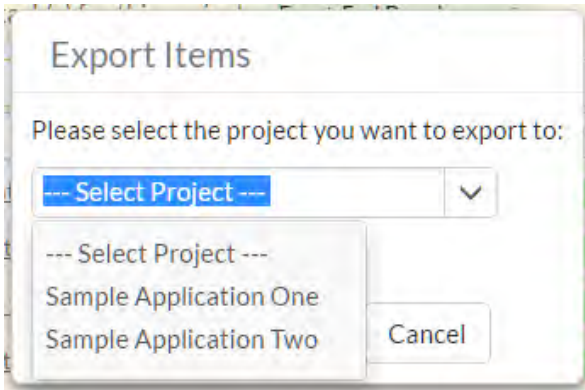 Export Items
Please select the project you want to export to:
--- Select Project ---
--- Select Project ---
Sample Application One
Sample Application Two
Cancel